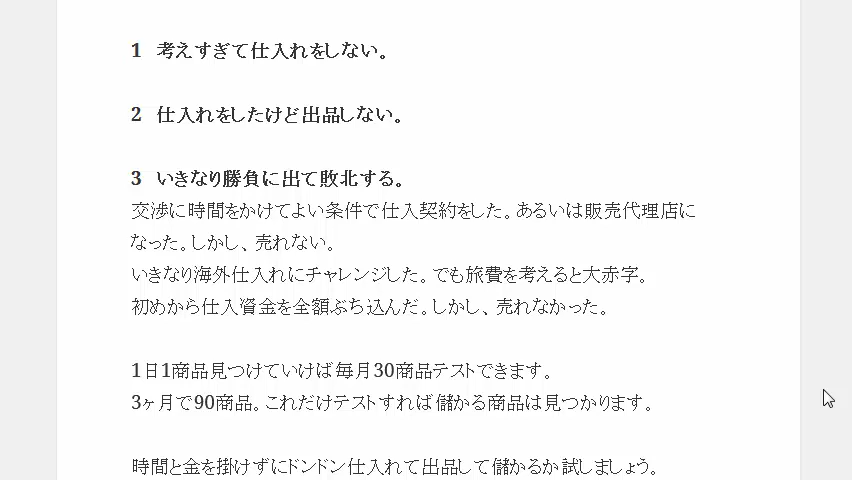 1 考えすぎて仕入れをしない。
2 仕入れをしたけど出品しない。
3 いきなり勝負に出て敗北する。
交渉に時間をかけてよい条件で仕入契約をした。あるいは販売代理店に
なった。しかし、売れない。
いきなり海外仕入れにチャレンジした。でも旅費を考えると大赤字。
初めから仕入資金を全額ぶち込んだ。しかし、売れなかった。
1日1商品見つけていけば毎月30商品テストできます。
3ヶ月で90商品。これだけテストすれば儲かる商品は見つかります。
時間と金を掛けずにドンドン仕入れて出品して儲かるか試しましょう。